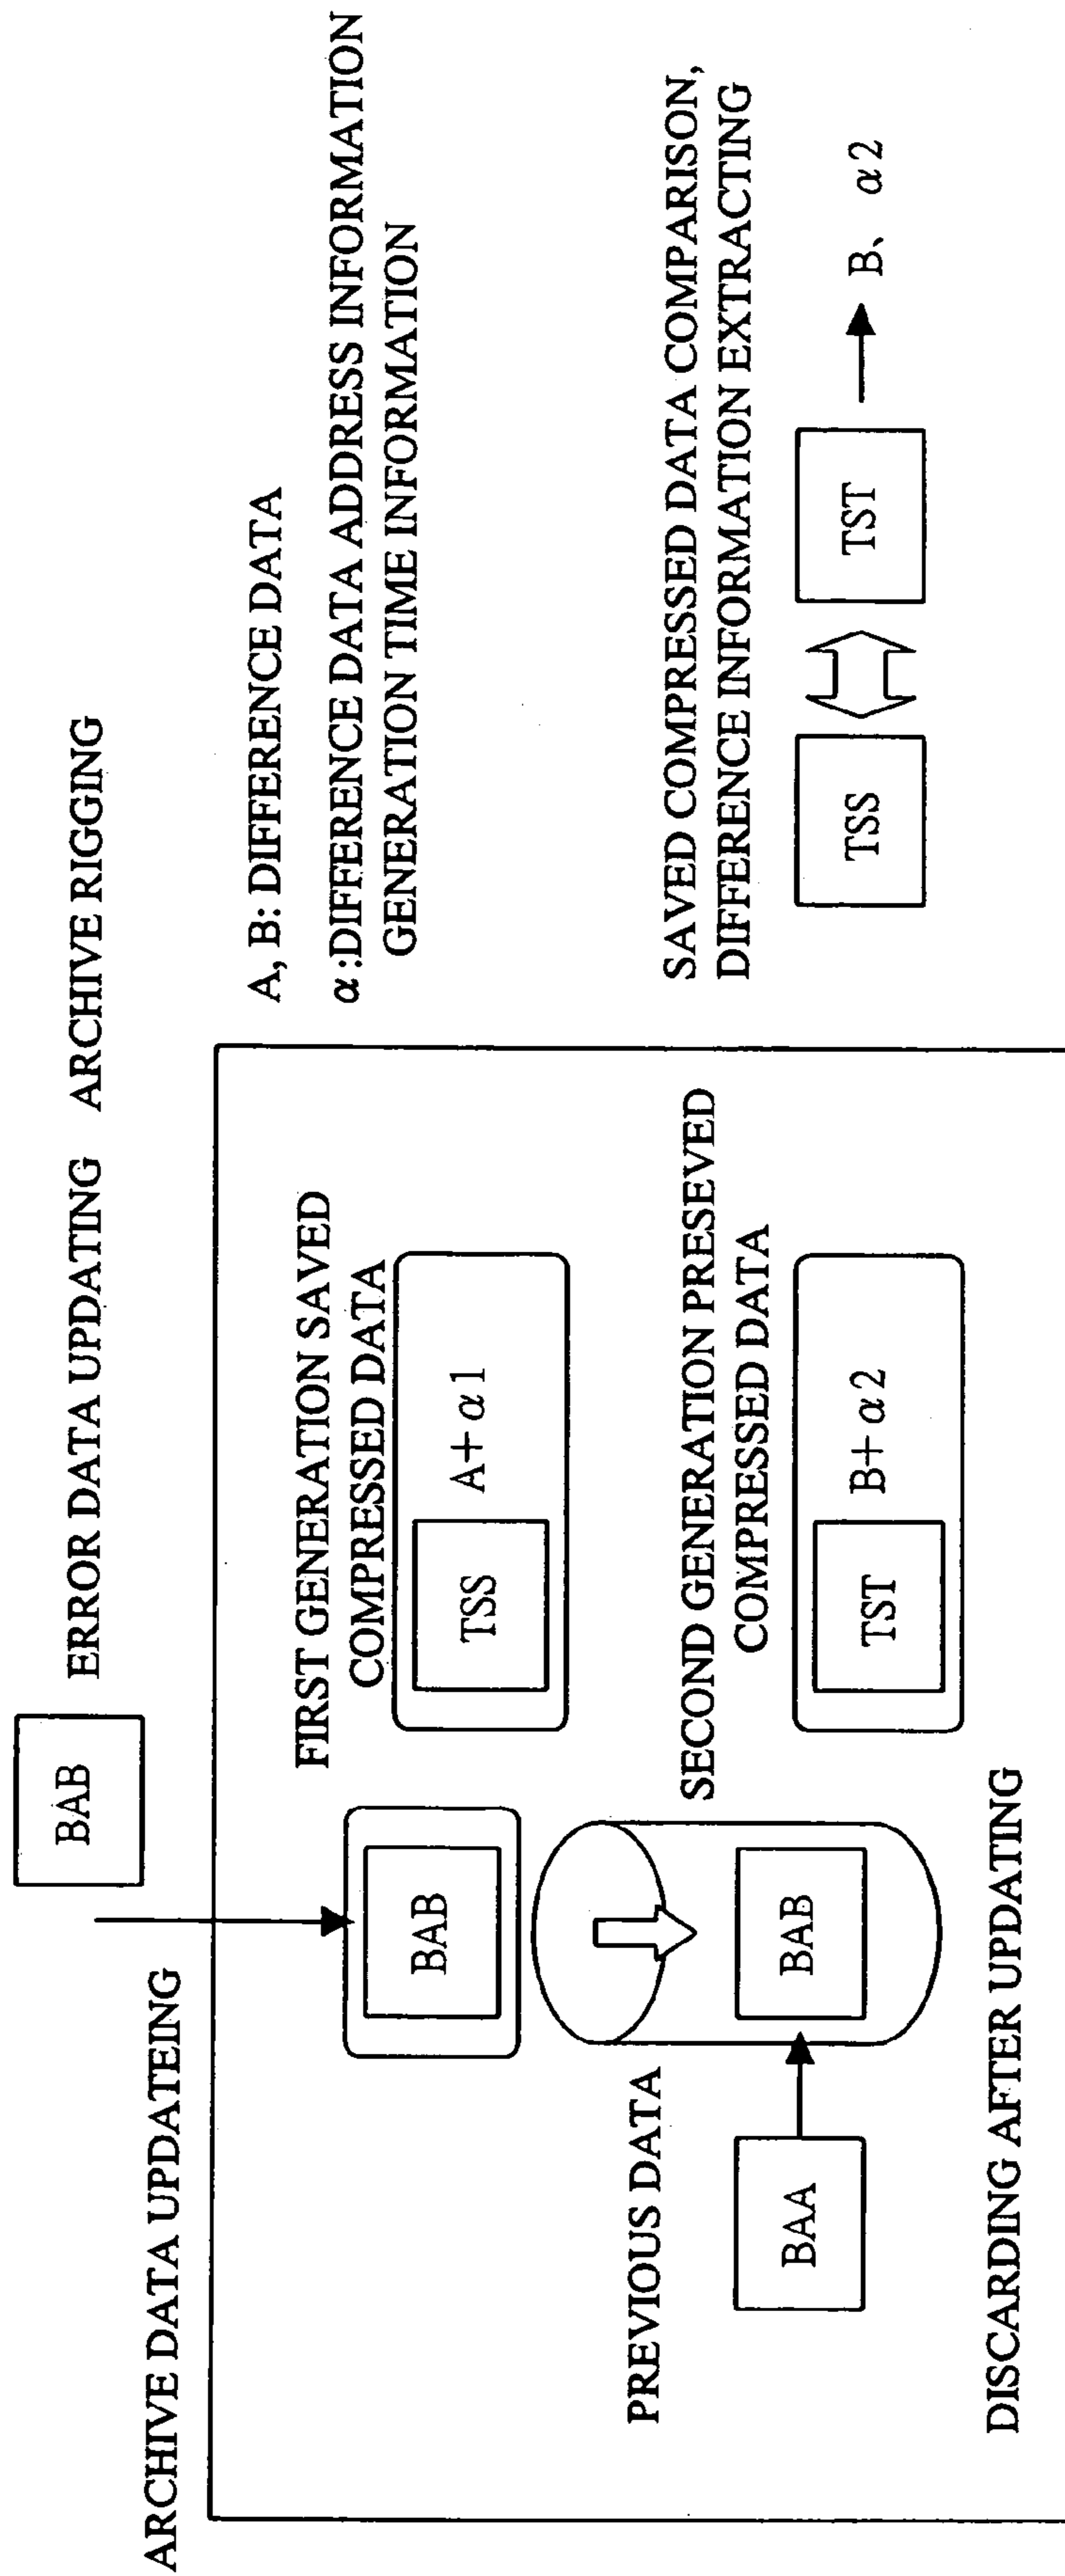 BAB
ERROR DATA UPDATING   ARCHIVE RIGGING
ARCHIVE DATA UPDATEING
A, B: DIFFERENCE DATA
α:DIFFERENCE DATA ADDRESS INFORMATION
GENERATION TIME INFORMATION
FIRST GENERATION SAVED
COMPRESSED DATA
BAB
TSS
A+α1
PREVIOUS DATA
SECOND GENERATION PRESEVED
COMPRESSED DATA
BAA
BAB
TST
B+α2
DISCARDING AFTER UPDATING
SAVED COMPRESSED DATA COMPARISON,
DIFFERENCE INFORMATION EXTRACTING
TSS
TST
B、α2